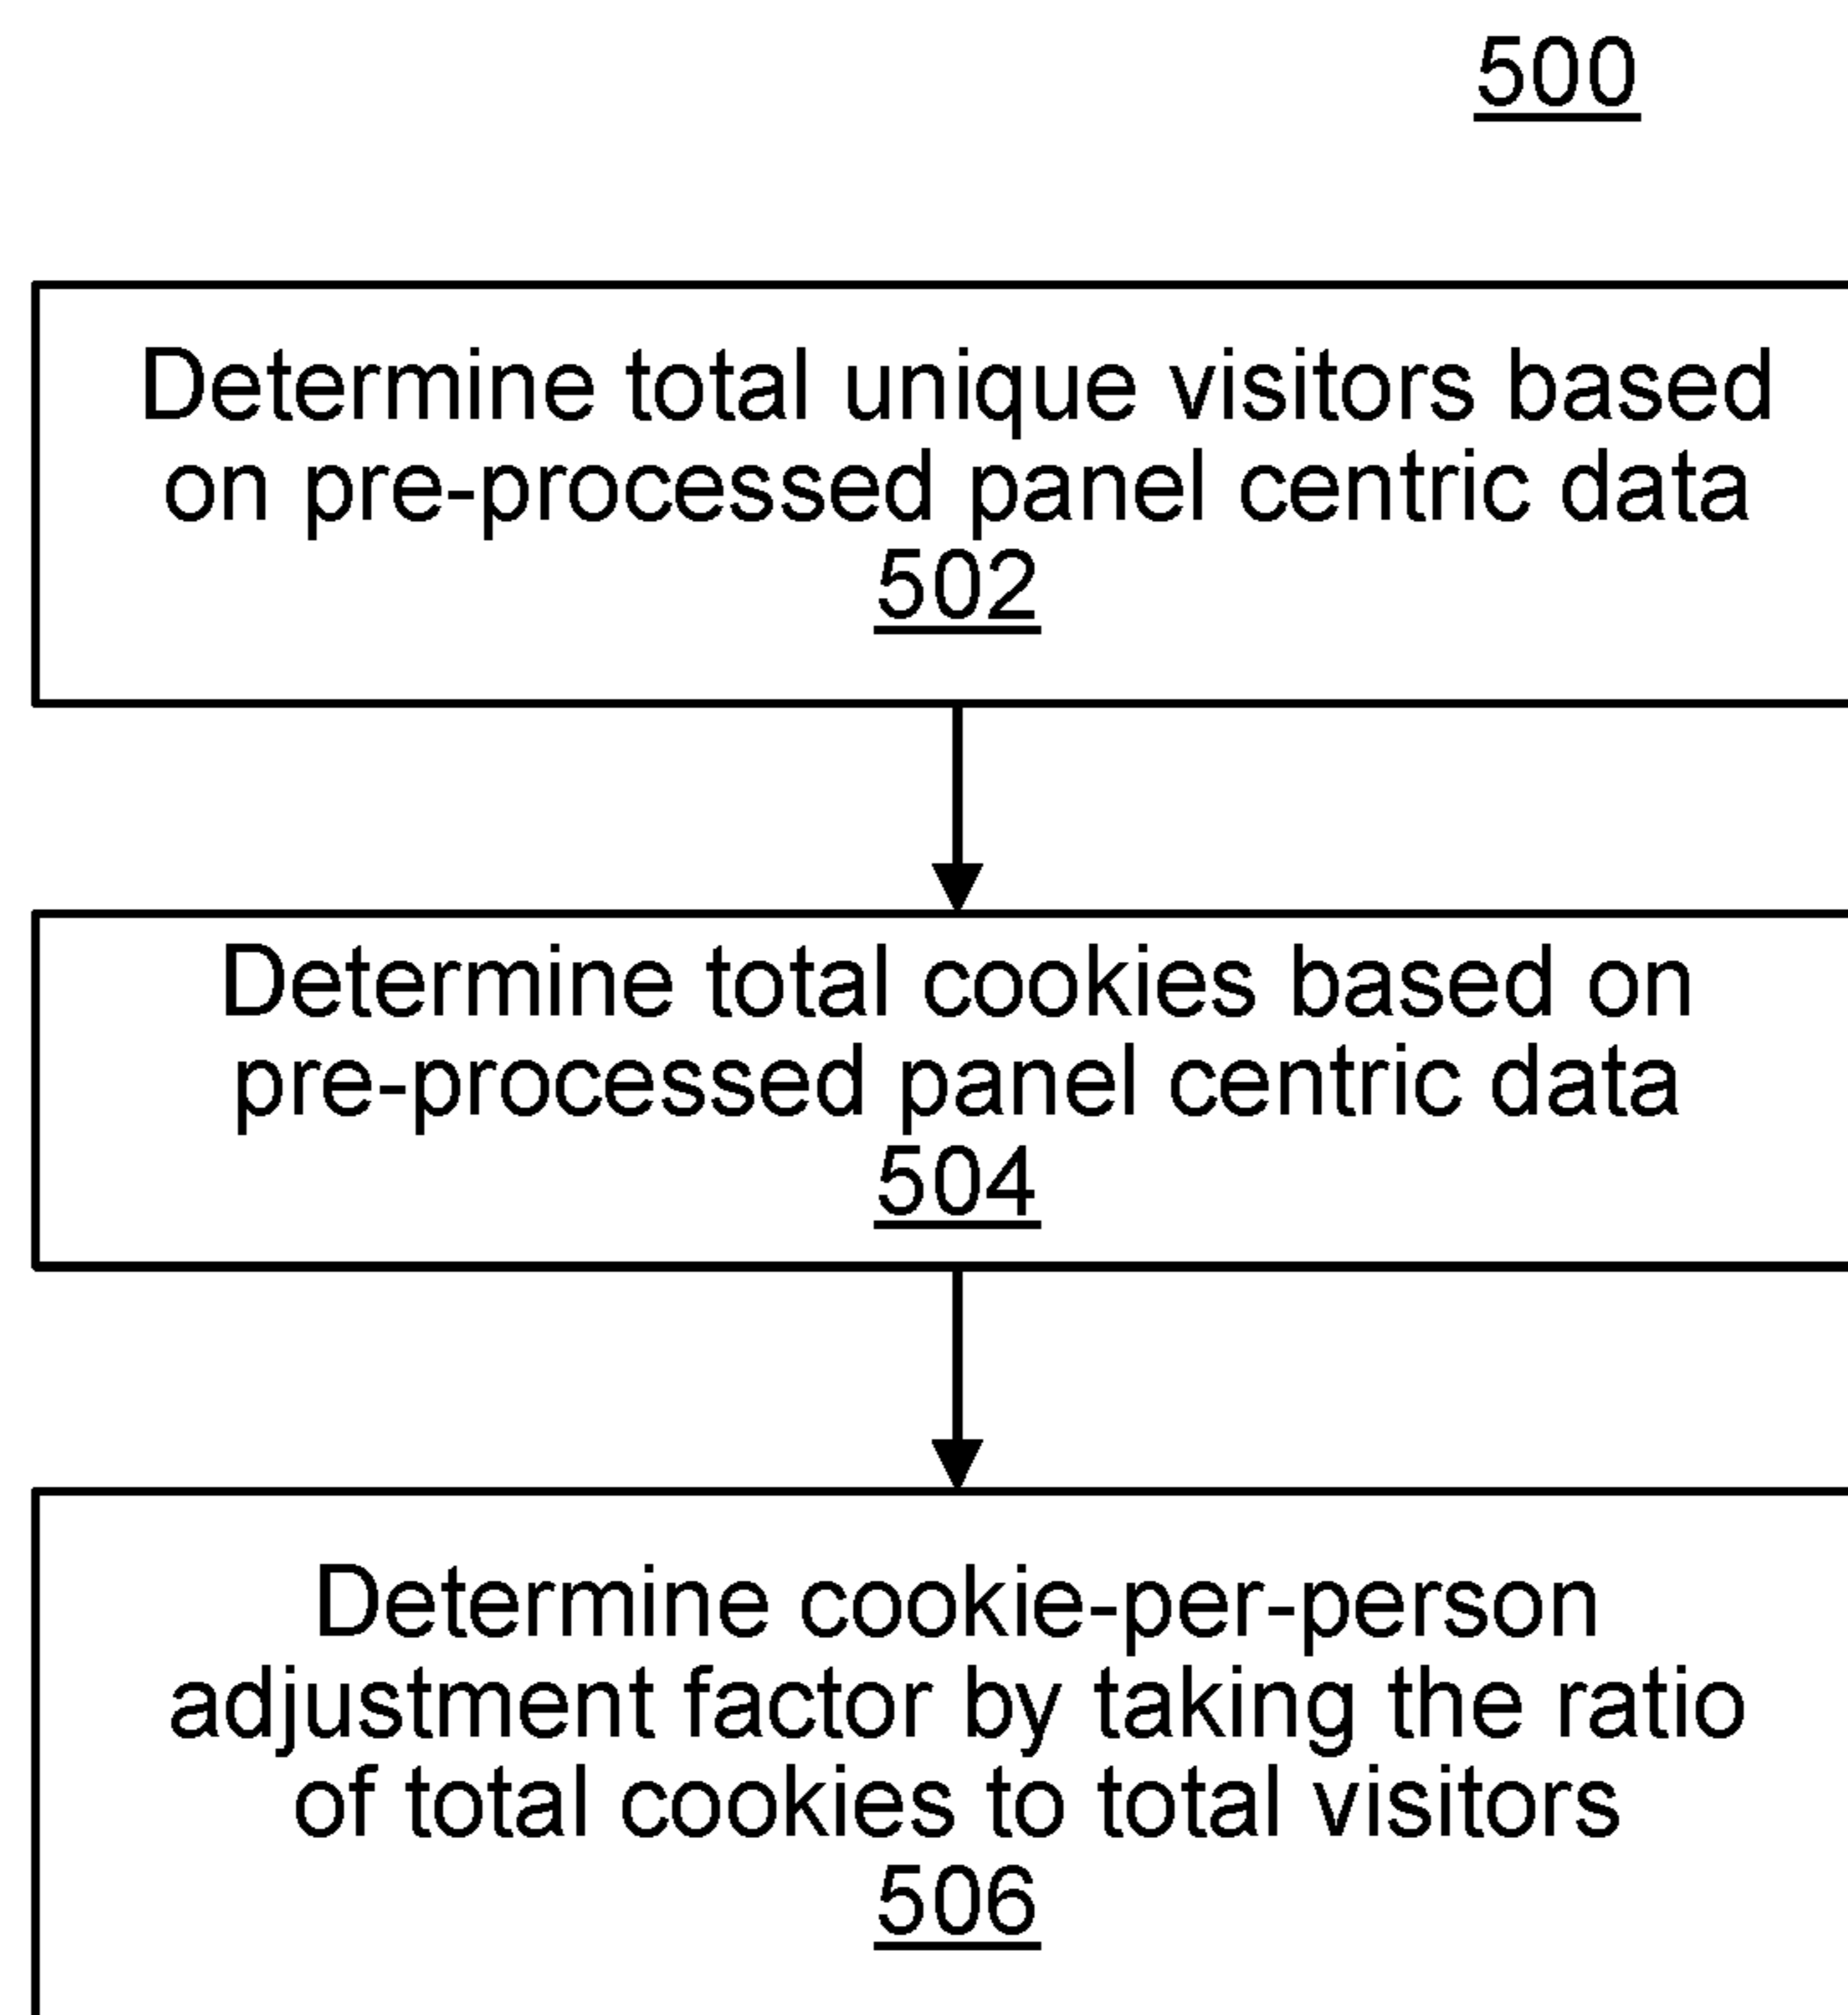 500
Determine total unique visitors based
on pre-processed panel centric data
502
Determine total cookies based on
pre-processed panel centric data
504
Determine cookie-per-person
adjustment factor by taking the ratio
of total cookies to total visitors
506